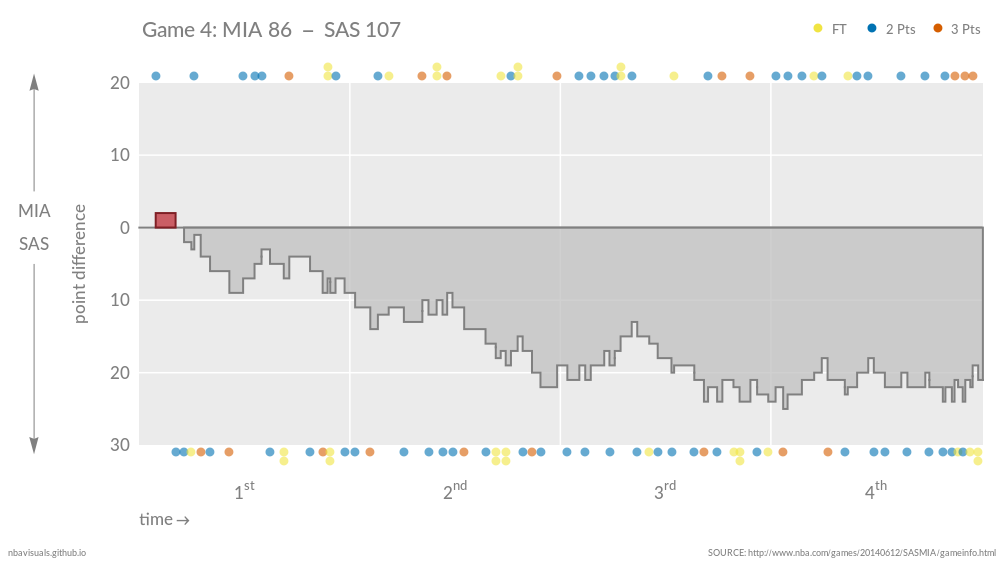 Game 4: MIA 86 – SAS 107
FT
2 Pts
3 Pts
20
10
0
10
20
30
MIA
SAS
point difference
1st
2nd
3rd
4th
time→
nbavisuals.github.io
SOURCE: http://www.nba.com/games/20140612/SASMIA/gameinfo.html